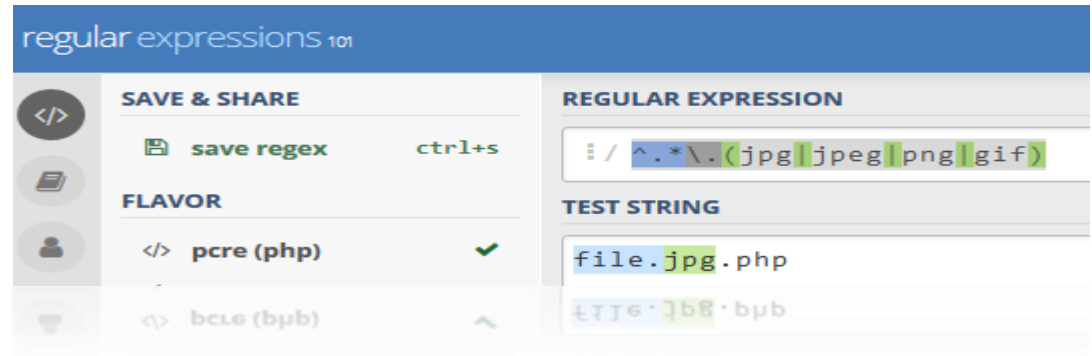 regular expressions 101
SAVE & SHARE
save regex ctrl+s
FLAVOR
</> pcre (php)
REGULAR EXPRESSION
/ ^.*\.(jpg|jpeg|png|gif)
TEST STRING
file.jpg.php